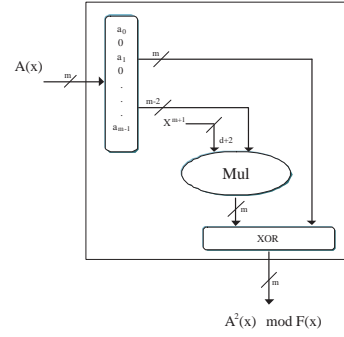 a0
0
a1
0
.
.
.
am-1
A(x)
m
m
m-2
X^m+1
d+2
Mul
m
XOR
m
A²(x) mod F(x)